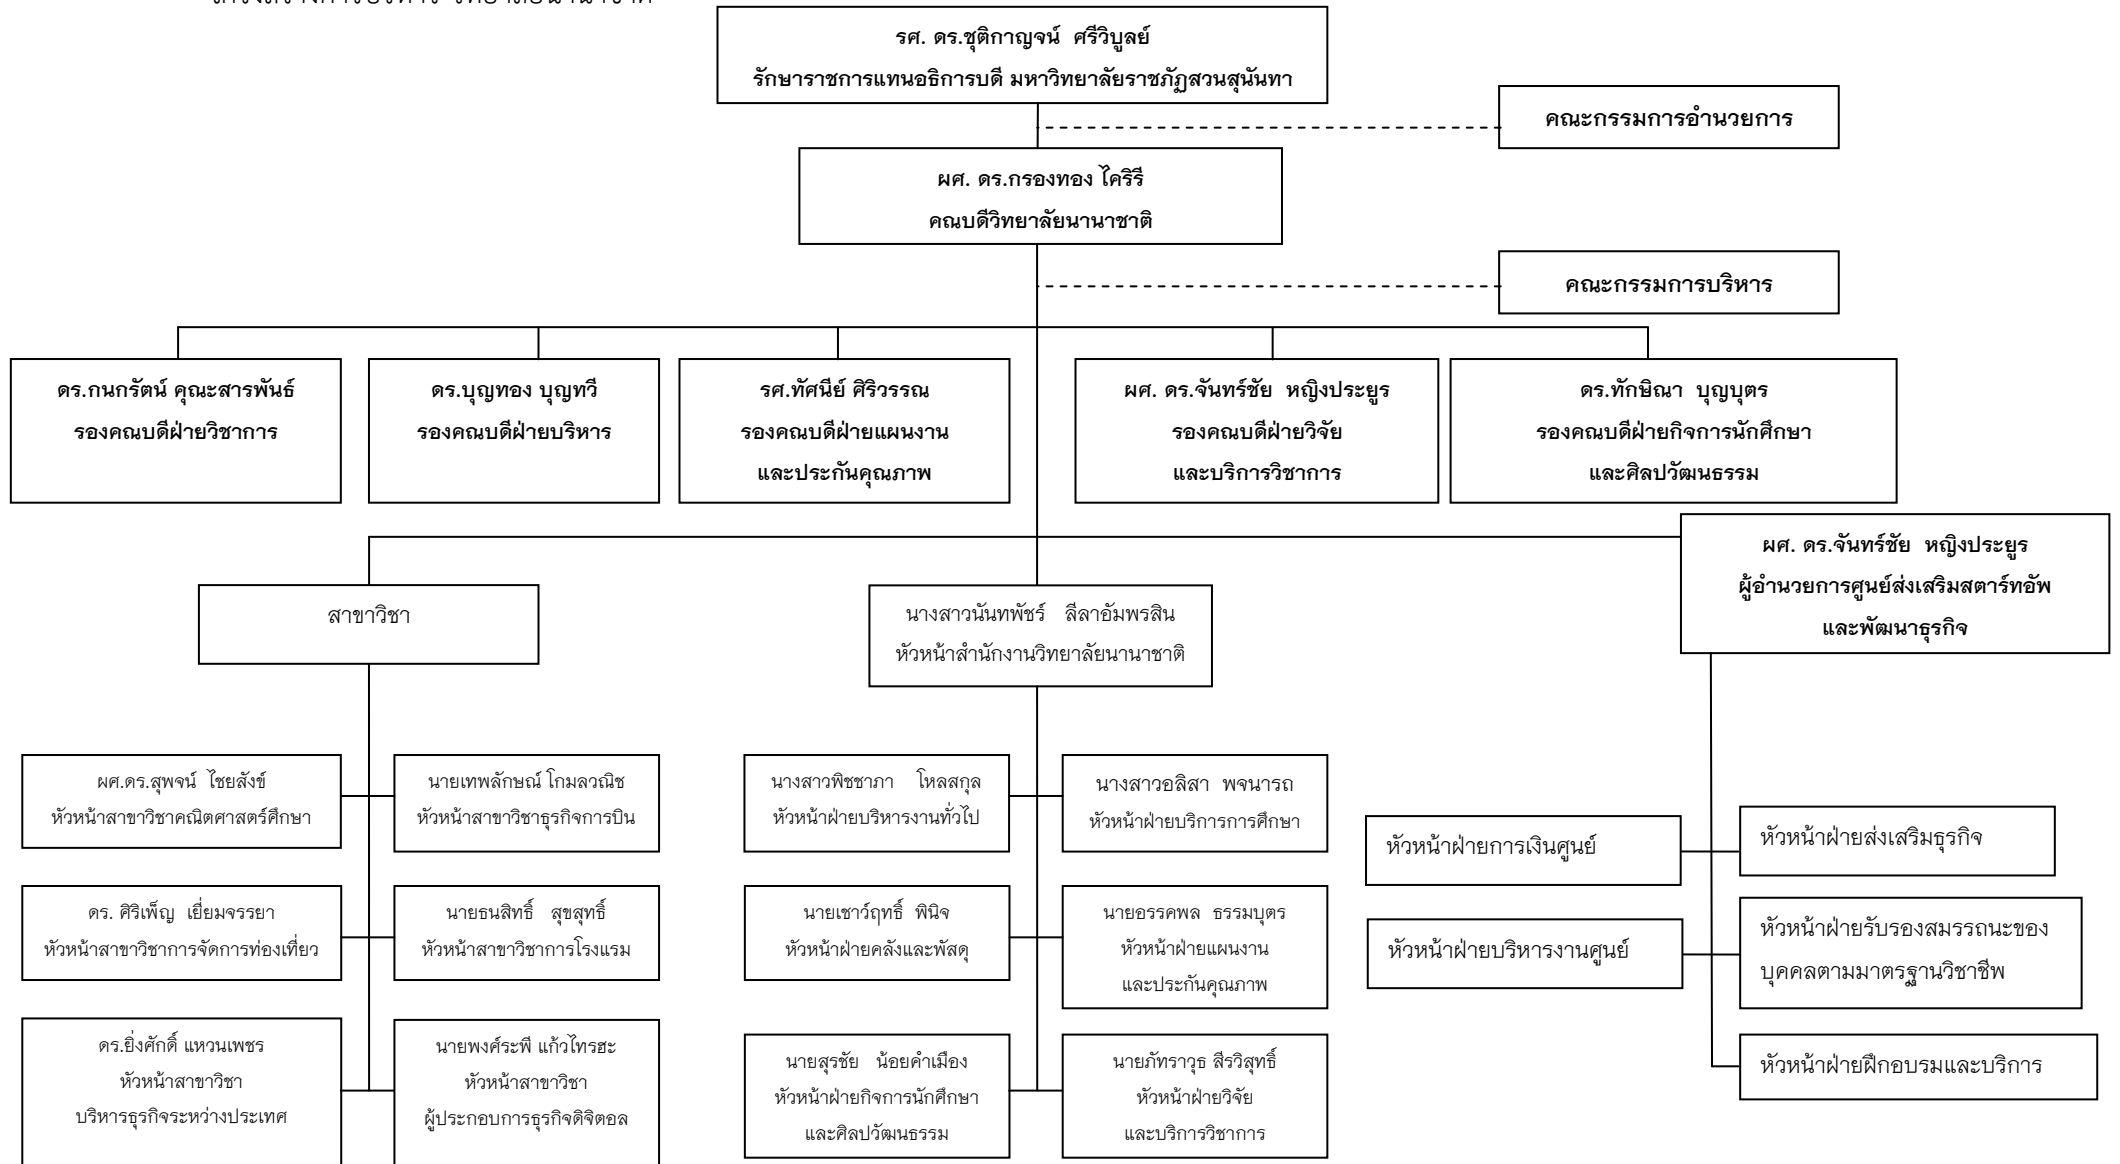 โครงสร้างการบริหาร วิทยาลัยนานาชาติ
รศ. ดร.ชุติกาญจน์ ศรีวิบูลย์
รักษาราชการแทนอธิการบดี มหาวิทยาลัยราชภัฏสวนสุนันทา
คณะกรรมการอำนวยการ
ผศ. ดร.กรองทอง ไคริรี
คณบดีวิทยาลัยนานาชาติ
คณะกรรมการบริหาร
ดร.กนกรัตน์ คุณะสารพันธ์
รองคณบดีฝ่ายวิชาการ
ดร.บุญทอง บุญทวี
รองคณบดีฝ่ายบริหาร
รศ.ทัศนีย์ ศิริวรรณ
รองคณบดีฝ่ายแผนงาน
และประกันคุณภาพ
ผศ. ดร.จันทร์ชัย หญิงประยูร
รองคณบดีฝ่ายวิจัย
และบริการวิชาการ
ดร.ทักษิณา บุญบุตร
รองคณบดีฝ่ายกิจการนักศึกษา
และศิลปวัฒนธรรม
ผศ. ดร.จันทร์ชัย หญิงประยูร
ผู้อำนวยการศูนย์ส่งเสริมสตาร์ทอัพ
และพัฒนาธุรกิจ
สาขาวิชา
นางสาวนันทพัชร์ ลีลาอัมพรสิน
หัวหน้าสำนักงานวิทยาลัยนานาชาติ
ผศ.ดร.สุพจน์ ไชยสังข์
หัวหน้าสาขาวิชาคณิตศาสตร์ศึกษา
นายเทพลักษณ์ โกมลวณิช
หัวหน้าสาขาวิชาธุรกิจการบิน
นางสาวพิชชาภา โหลสกุล
หัวหน้าฝ่ายบริหารงานทั่วไป
นางสาวอลิสา พจนารถ
หัวหน้าฝ่ายบริการการศึกษา
หัวหน้าฝ่ายการเงินศูนย์
หัวหน้าฝ่ายส่งเสริมธุรกิจ
ดร. ศิริเพ็ญ เยี่ยมจรรยา
หัวหน้าสาขาวิชาการจัดการท่องเที่ยว
นายธนสิทธิ์ สุขสุทธิ์
หัวหน้าสาขาวิชาการโรงแรม
นายเชาว์ฤทธิ์ พินิจ
หัวหน้าฝ่ายคลังและพัสดุ
นายอรรคพล ธรรมบุตร
หัวหน้าฝ่ายแผนงาน
และประกันคุณภาพ
หัวหน้าฝ่ายบริหารงานศูนย์
หัวหน้าฝ่ายรับรองสมรรถนะของ
บุคคลตามมาตรฐานวิชาชีพ
ดร.ยิ่งศักดิ์ แหวนเพชร
หัวหน้าสาขาวิชา
บริหารธุรกิจระหว่างประเทศ
นายพงศ์ระพี แก้วไทรฮะ
หัวหน้าสาขาวิชา
ผู้ประกอบการธุรกิจดิจิตอล
นายสุรชัย น้อยคำเมือง
หัวหน้าฝ่ายกิจการนักศึกษา
และศิลปวัฒนธรรม
นายภัทราวุธ สีรวิสุทธิ์
หัวหน้าฝ่ายวิจัย
และบริการวิชาการ
หัวหน้าฝ่ายฝึกอบรมและบริการ